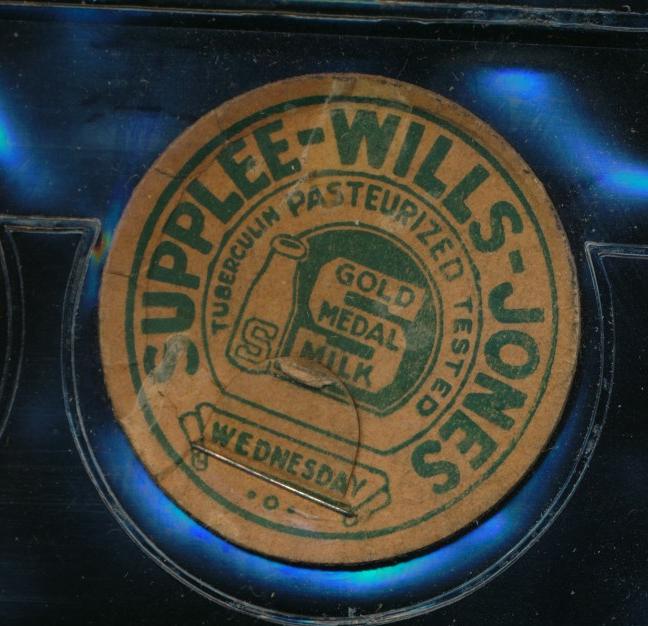 SUPPLEE-WILLS-JONES
TUBERCULIN PASTEURIZED TESTED
GOLD
MEDAL
MILK
S
WEDNESDAY